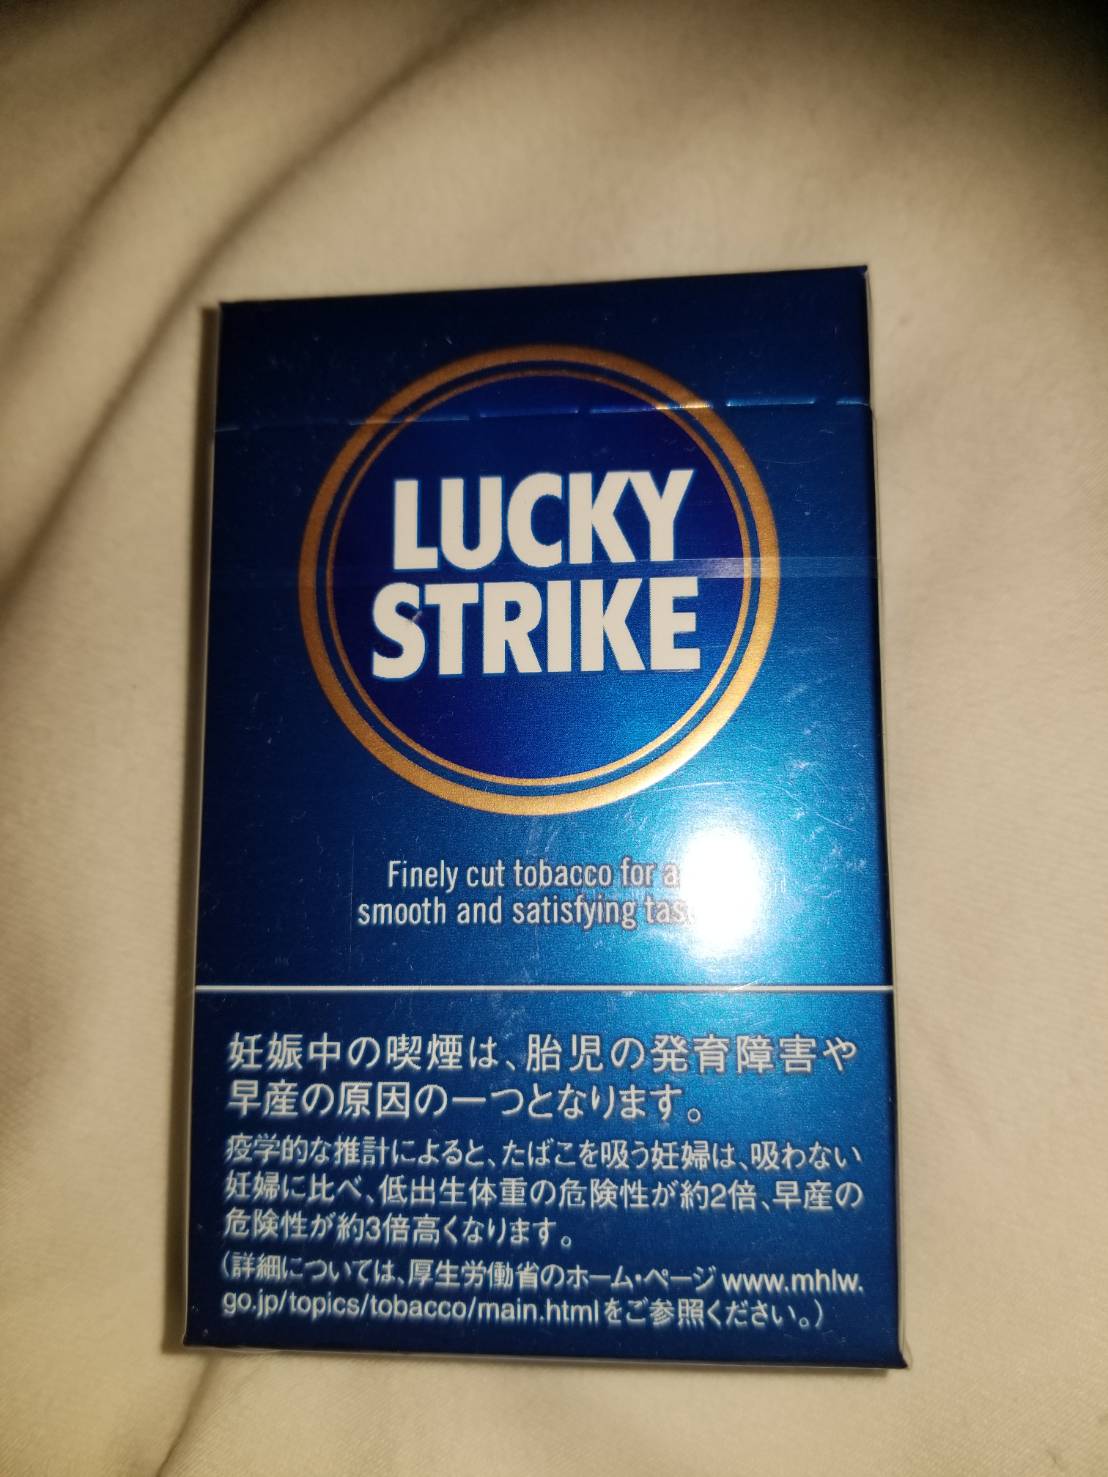 LUCKY
STRIKE
Finely cut tobacco for a
smooth and satisfying
妊娠中の喫煙は、胎児の発育障害や
早産の原因の一つとなります。
疫学的な推計によると、たばこを吸う妊婦は、吸わない
妊婦に比べ、低出生体重の危険性が約2倍、早産の
危険性が約3倍高くなります。
(詳細については、厚生労働省のホーム・ページwww.mhlw.
go.jp/topics/tobacco/main.htmlをご参照ください。)